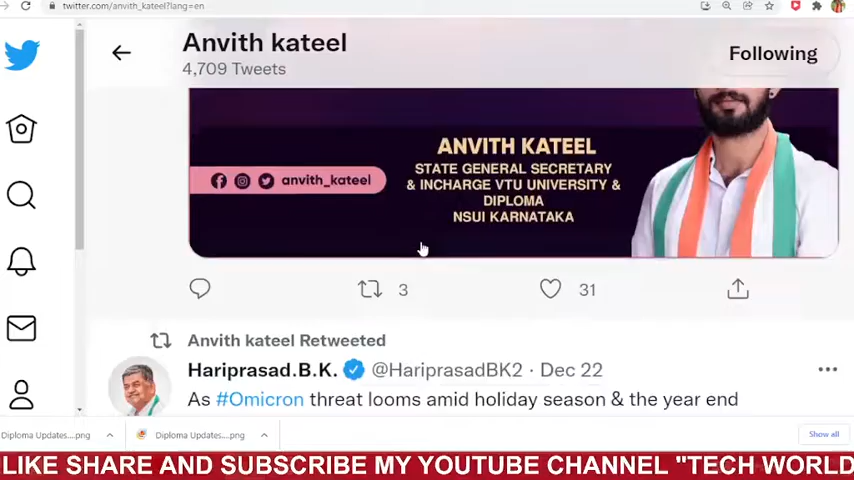 twitter.com/anvith_kateel?lang=en
Anvith kateel
4,709 Tweets
Following
ANVITH KATEEL
STATE GENERAL SECRETARY
& INCHARGE VTU UNIVERSITY &
DIPLOMA
NSUI KARNATAKA
anvith_kateel
3
31
Anvith kateel Retweeted
Hariprasad.B.K. @HariprasadBK2 · Dec 22
As #Omicron threat looms amid holiday season & the year end
Diploma Updates....png
Diploma Updates....png
Show all
LIKE SHARE AND SUBSCRIBE MY YOUTUBE CHANNEL "TECH WORLD